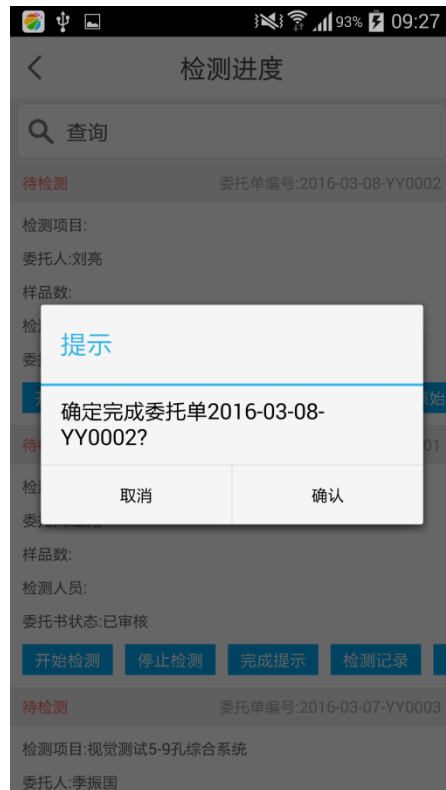 93% 09:27
检测进度
查询
待检测 委托单编号:2016-03-08-YY0002
检测项目:
委托人:刘亮
样品数:
提示
确定完成委托单2016-03-08-
YY0002?
取消 确认
样品数:
检测人员:
委托书状态:已审核
开始检测 停止检测 完成提示 检测记录
待检测 委托单编号:2016-03-07-YY0003
检测项目:视觉测试5-9孔综合系统
委托人:季振国